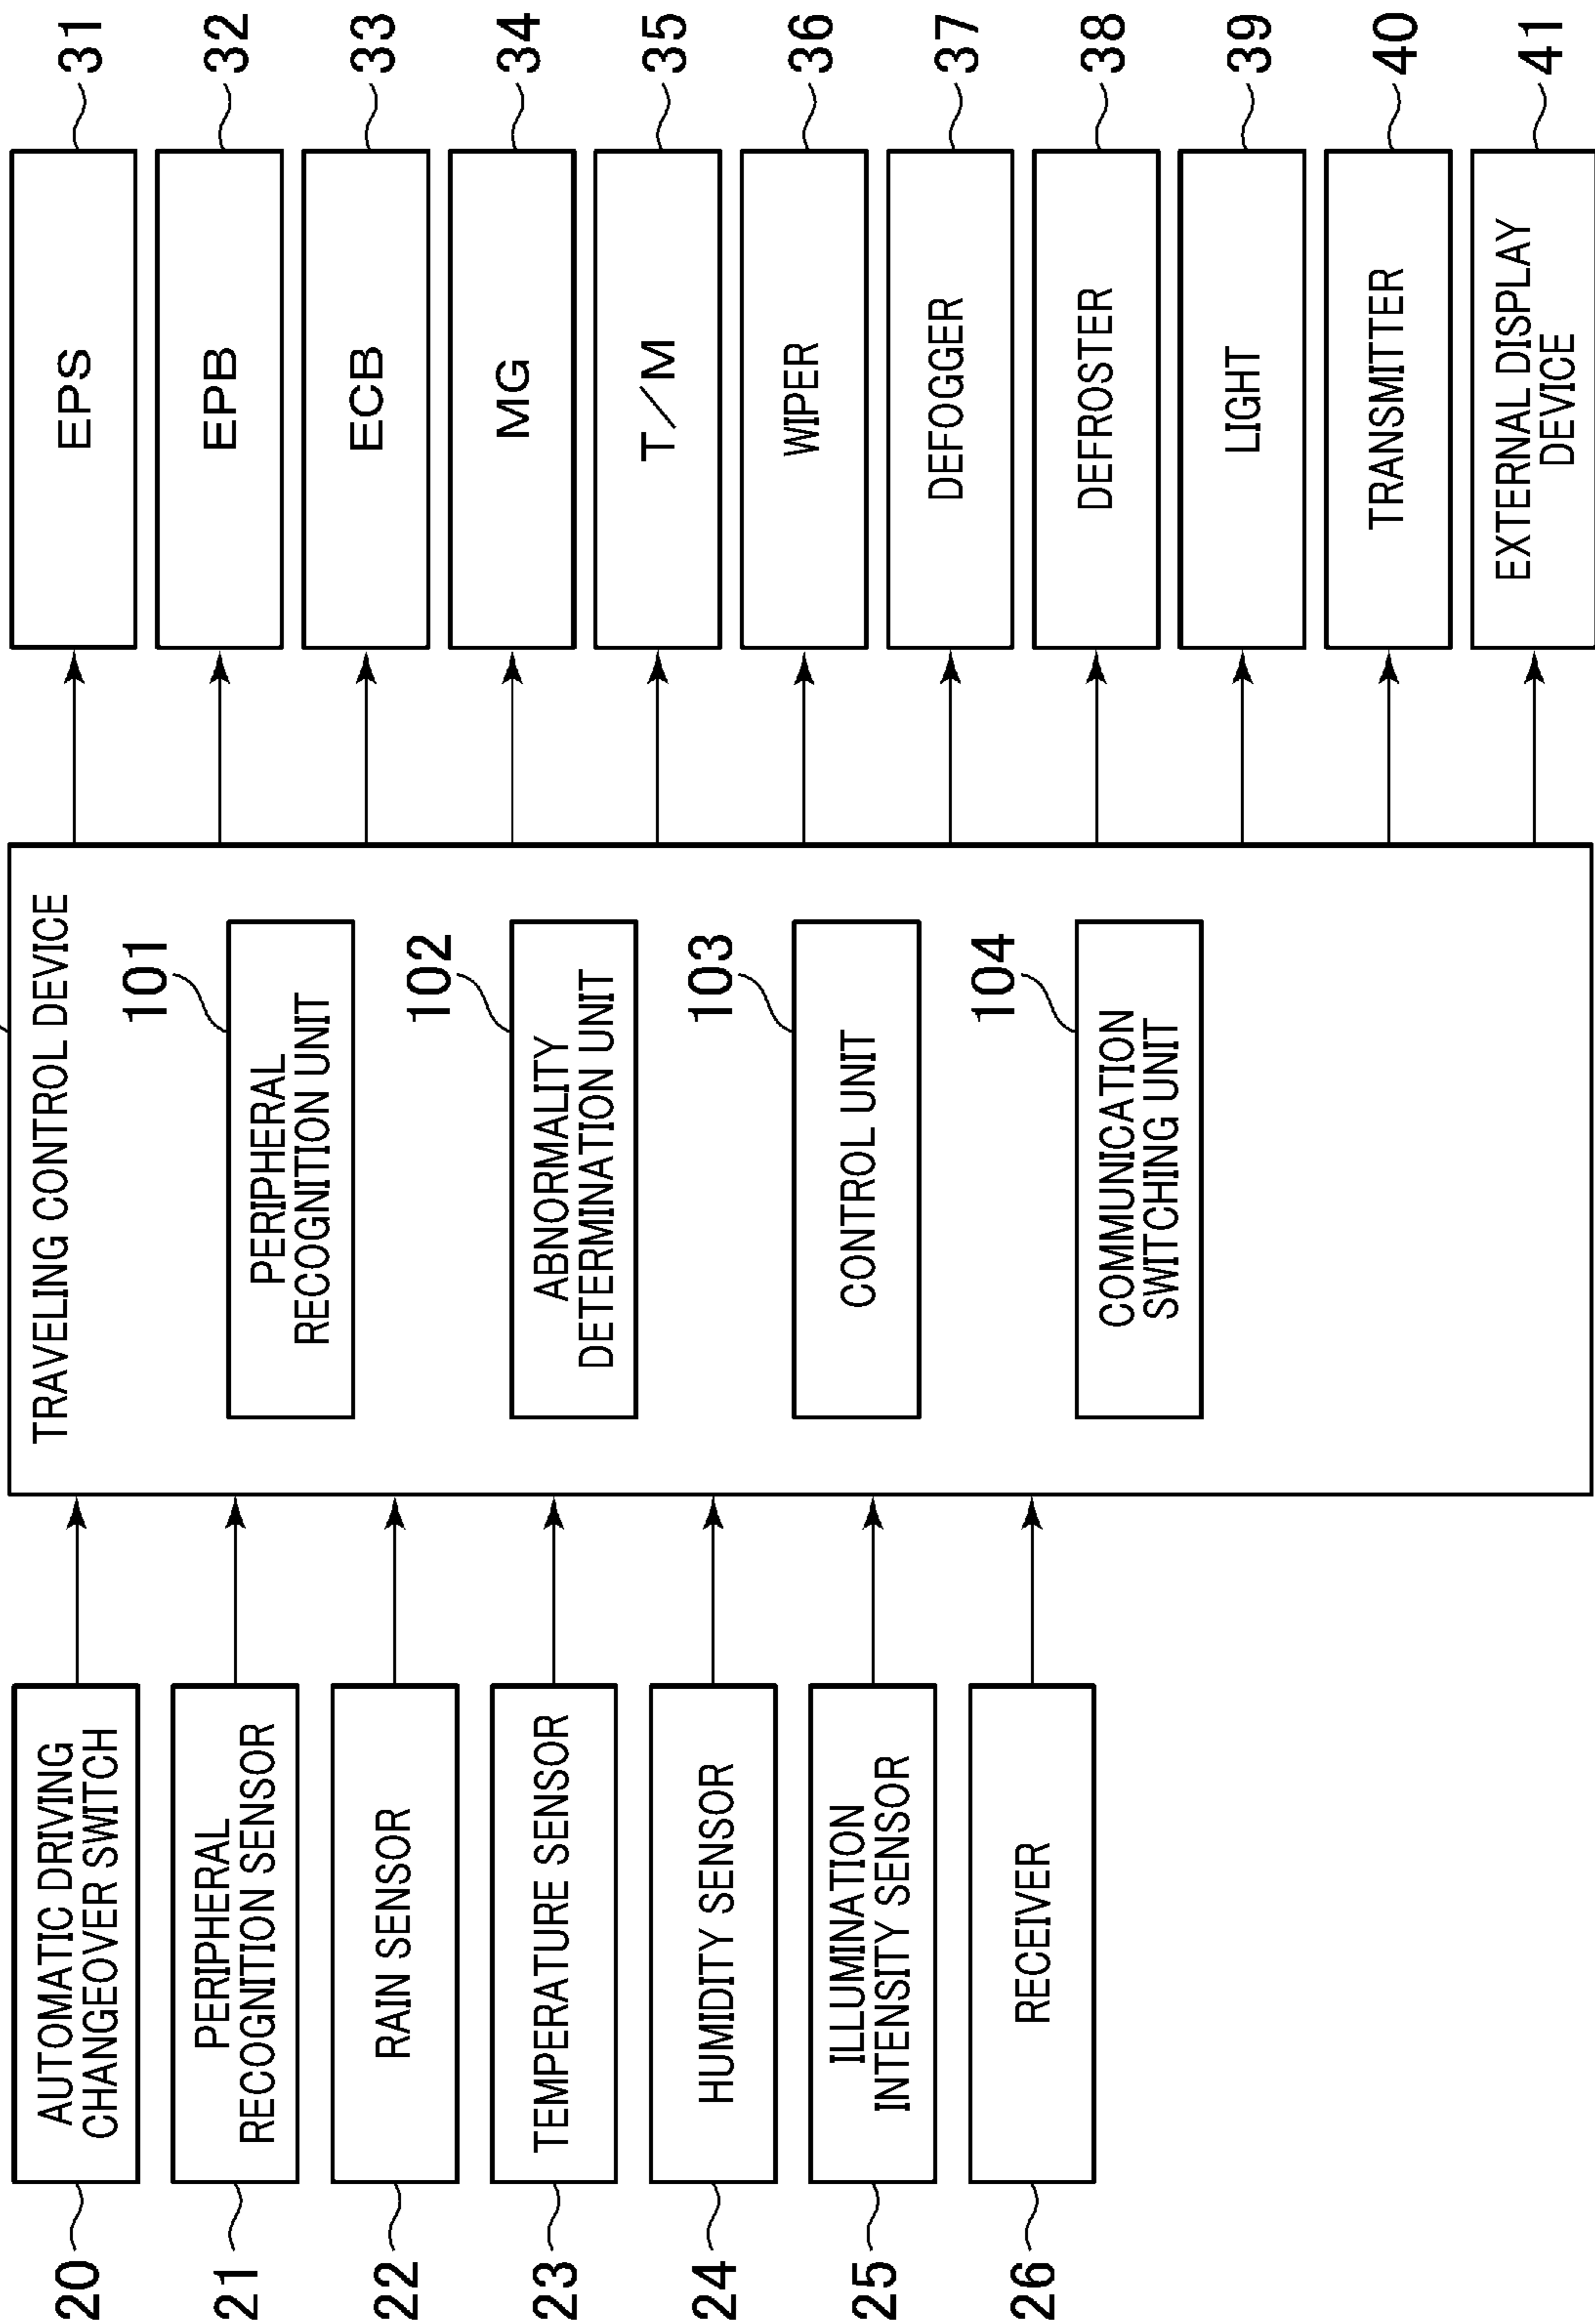 20
AUTOMATIC DRIVING
CHANGEOVER SWITCH
21
PERIPHERAL
RECOGNITION SENSOR
22
RAIN SENSOR
23
TEMPERATURE SENSOR
24
HUMIDITY SENSOR
25
ILLUMINATION
INTENSITY SENSOR
26
RECEIVER
TRAVELING CONTROL DEVICE
101
PERIPHERAL
RECOGNITION UNIT
102
ABNORMALITY
DETERMINATION UNIT
103
CONTROL UNIT
104
COMMUNICATION
SWITCHING UNIT
EPS
31
EPB
32
ECB
33
MG
34
T/M
35
WIPER
36
DEFOGGER
37
DEFROSTER
38
LIGHT
39
TRANSMITTER
40
EXTERNAL DISPLAY
DEVICE
41